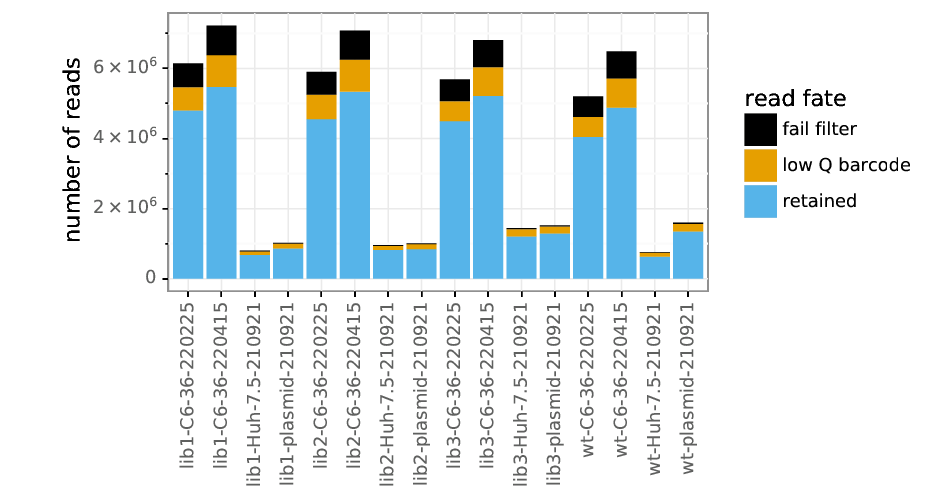 number of reads
6 × 10⁶
4 × 10⁶
2 × 10⁶
0
lib1-C6-36-220225
lib1-C6-36-220415
lib1-Huh-7.5-210921
lib1-plasmid-210921
lib2-C6-36-220225
lib2-C6-36-220415
lib2-Huh-7.5-210921
lib2-plasmid-210921
lib3-C6-36-220225
lib3-C6-36-220415
lib3-Huh-7.5-210921
lib3-plasmid-210921
wt-C6-36-220225
wt-C6-36-220415
wt-Huh-7.5-210921
wt-plasmid-210921
read fate
fail filter
low Q barcode
retained